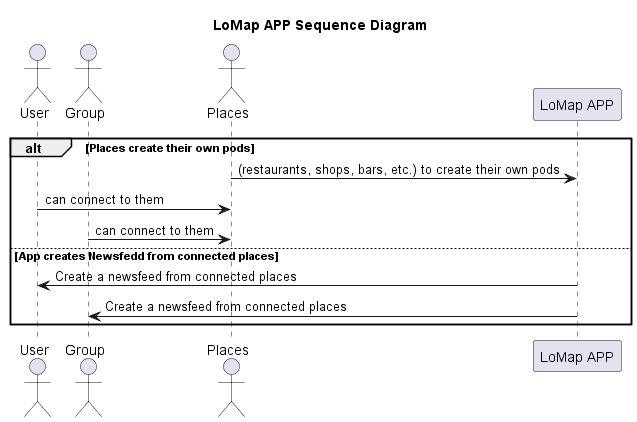 LoMap APP Sequence Diagram
User Group Places LoMap APP
alt [Places create their own pods]
(restaurants, shops, bars, etc.) to create their own pods
can connect to them
can connect to them
[App creates Newsfedd from connected places]
Create a newsfeed from connected places
Create a newsfeed from connected places
User Group Places LoMap APP